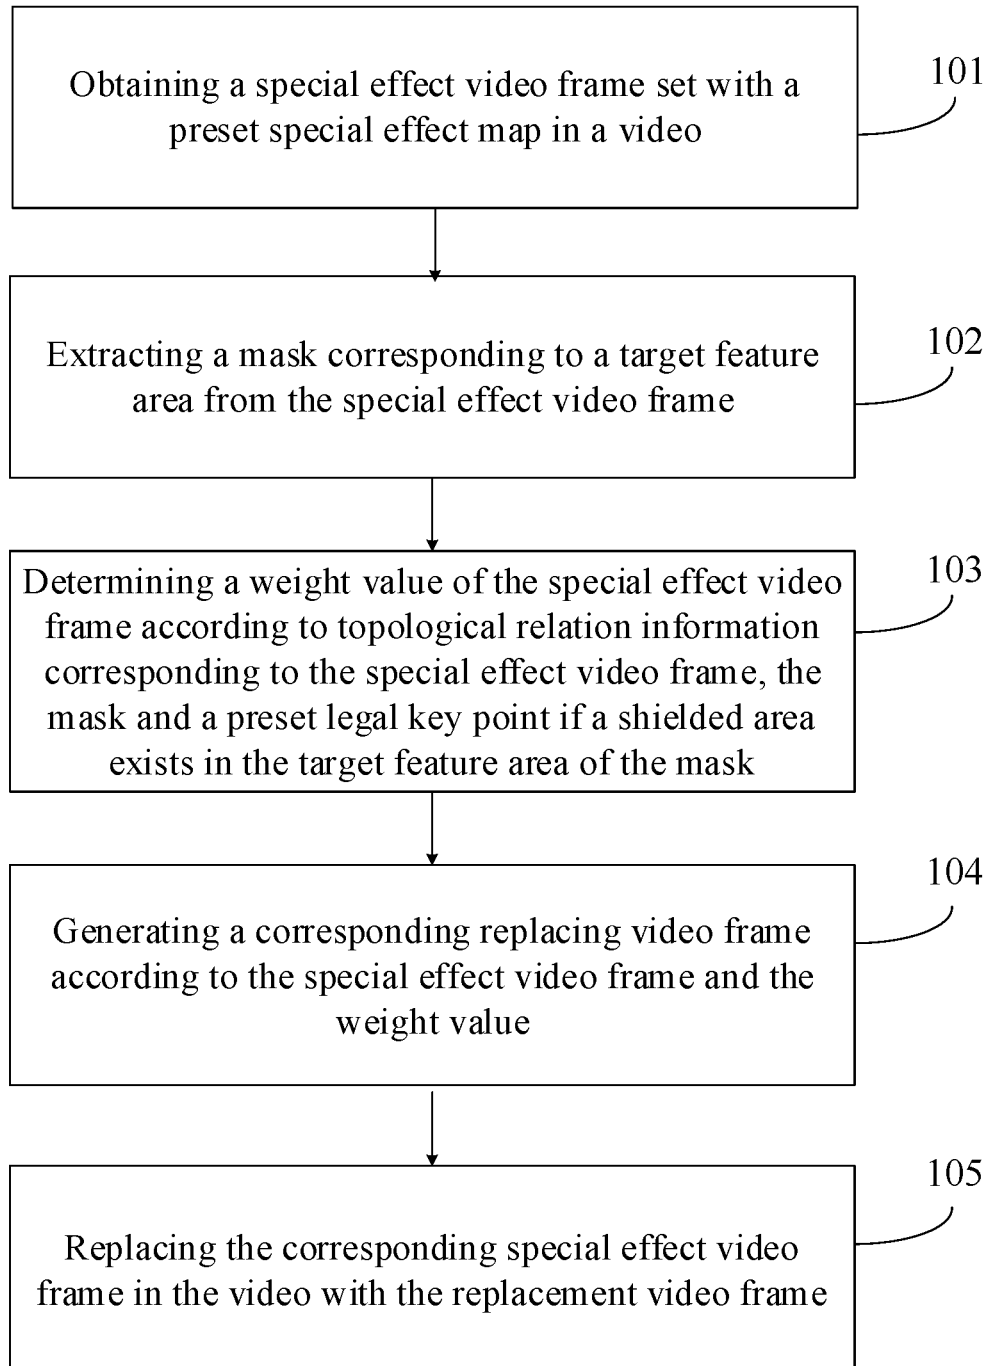 Obtaining a special effect video frame set with a
preset special effect map in a video
101
Extracting a mask corresponding to a target feature
area from the special effect video frame
102
Determining a weight value of the special effect video
frame according to topological relation information
corresponding to the special effect video frame, the
mask and a preset legal key point if a shielded area
exists in the target feature area of the mask
103
Generating a corresponding replacing video frame
according to the special effect video frame and the
weight value
104
Replacing the corresponding special effect video
frame in the video with the replacement video frame
105